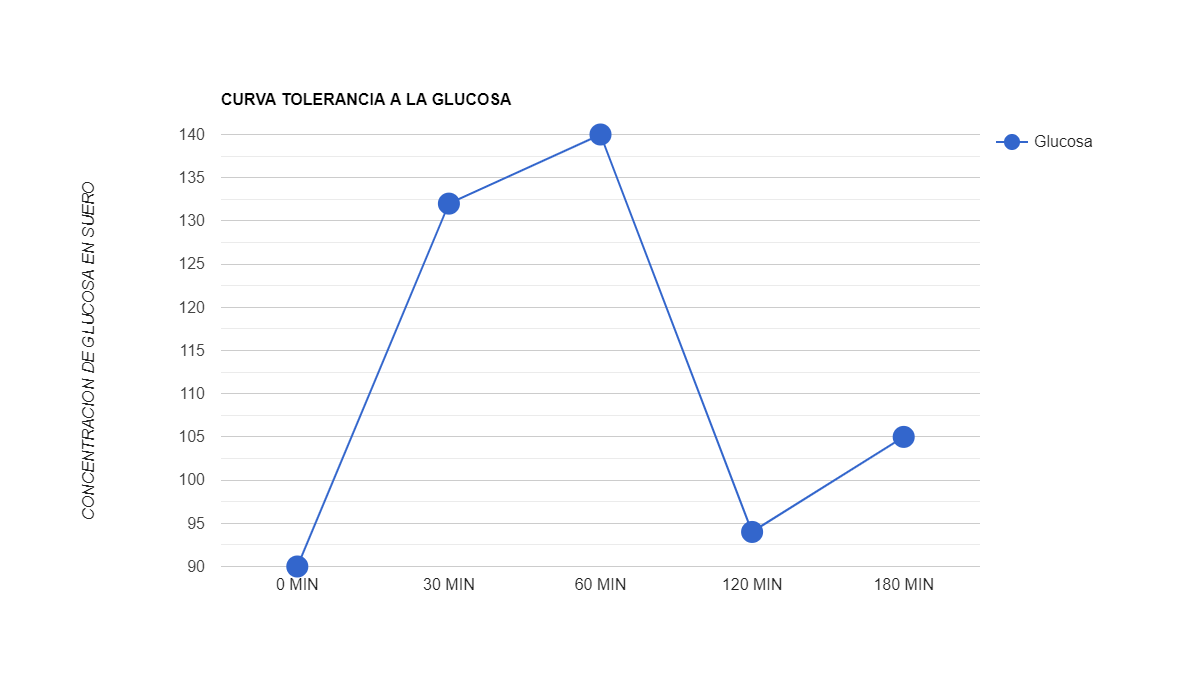 CURVA TOLERANCIA A LA GLUCOSA
Glucosa
CONCENTRACION DE GLUCOSA EN SUERO
140
135
130
125
120
115
110
105
100
95
90
0 MIN
30 MIN
60 MIN
120 MIN
180 MIN